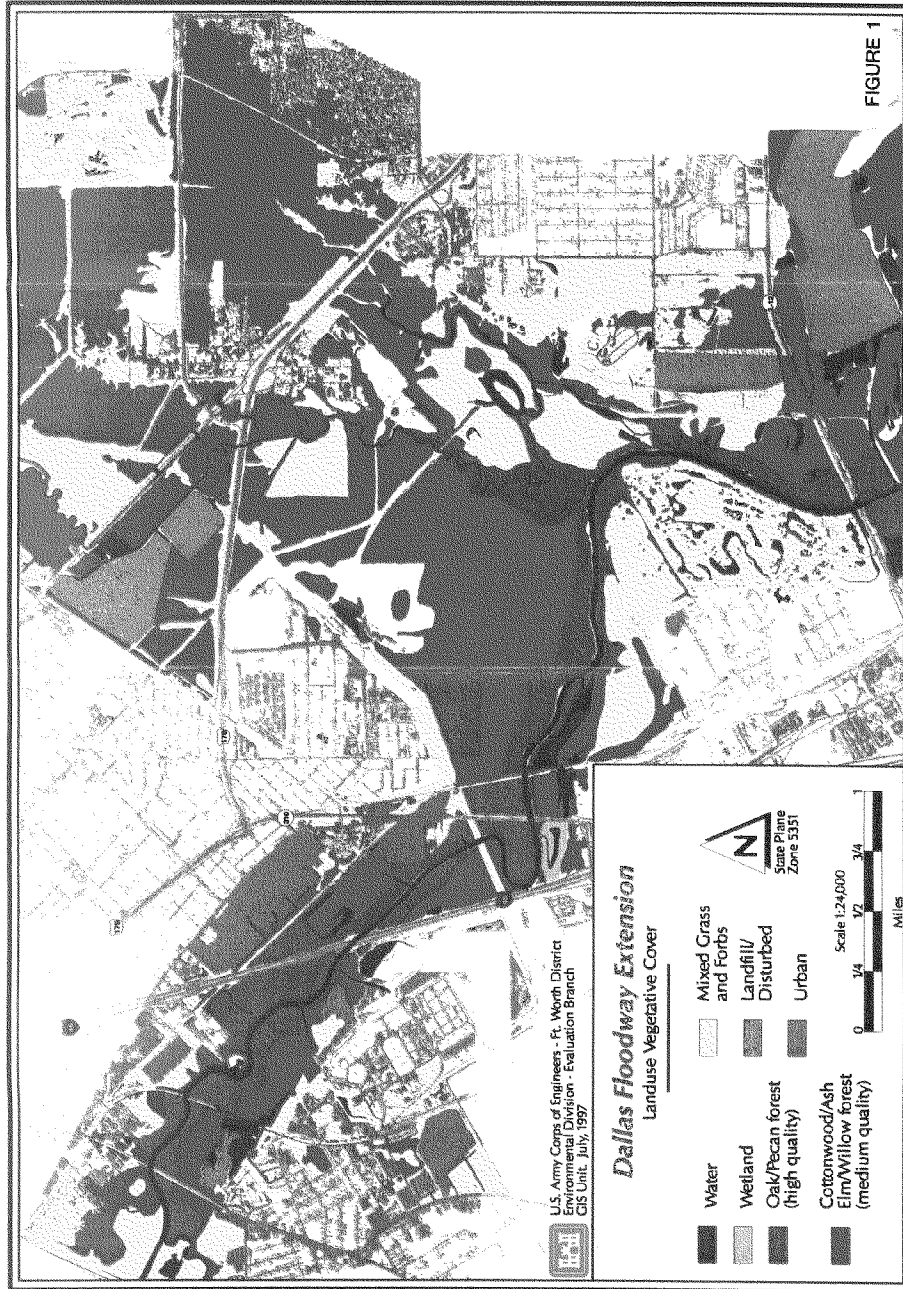 FIGURE 1
175
310
175
U.S. Army Corps of Engineers - Ft. Worth District
Environmental Division - Evaluation Branch
GIS Unit. July, 1997
Dallas Floodway Extension
Landuse Vegetative Cover
Water
Wetland
Oak/Pecan forest
(high quality)
Cottonwood/Ash
Elm/Willow forest
(medium quality)
Mixed Grass
and Forbs
Landfill/
Disturbed
Urban
N
State Plane
Zone 5351
Scale 1:24,000
0 1/4 1/2 3/4 1
Miles